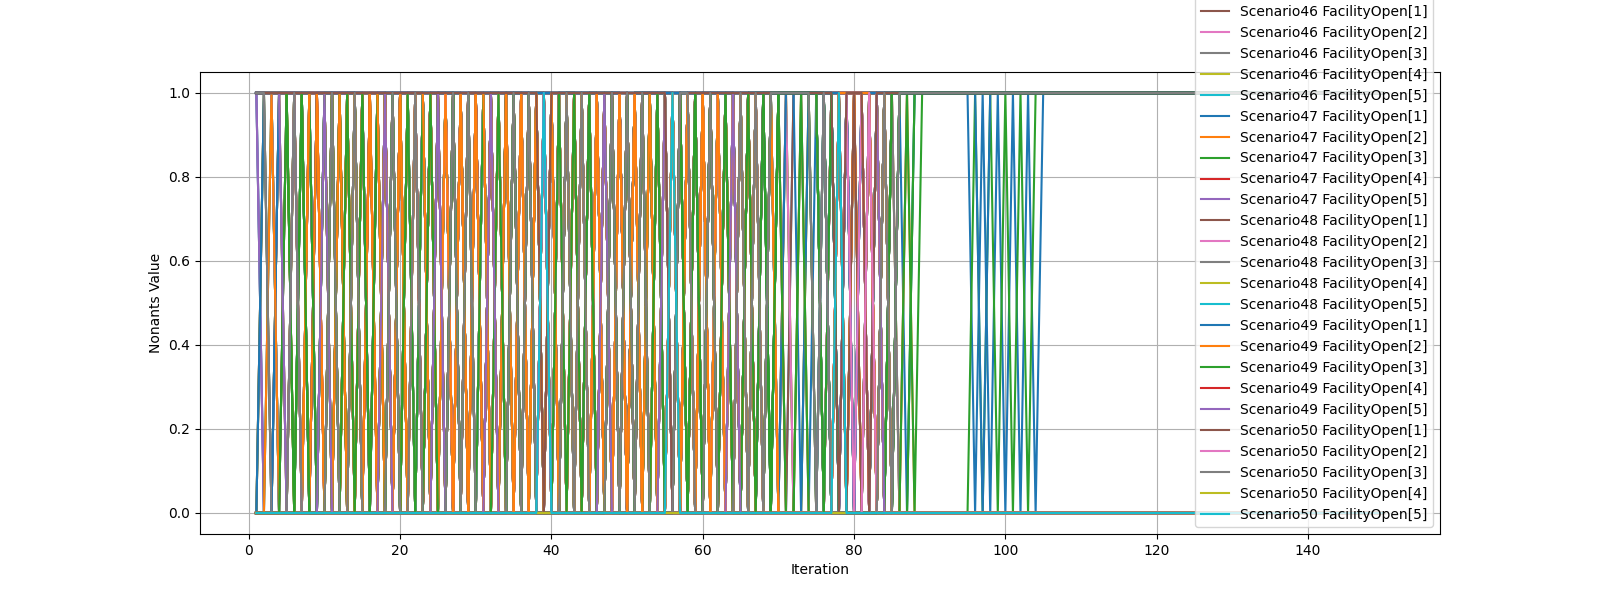 Scenario46 FacilityOpen[1]
Scenario46 FacilityOpen[2]
Scenario46 FacilityOpen[3]
Scenario46 FacilityOpen[4]
Scenario46 FacilityOpen[5]
Scenario47 FacilityOpen[1]
Scenario47 FacilityOpen[2]
Scenario47 FacilityOpen[3]
Scenario47 FacilityOpen[4]
Scenario47 FacilityOpen[5]
Scenario48 FacilityOpen[1]
Scenario48 FacilityOpen[2]
Scenario48 FacilityOpen[3]
Scenario48 FacilityOpen[4]
Scenario48 FacilityOpen[5]
Scenario49 FacilityOpen[1]
Scenario49 FacilityOpen[2]
Scenario49 FacilityOpen[3]
Scenario49 FacilityOpen[4]
Scenario49 FacilityOpen[5]
Scenario50 FacilityOpen[1]
Scenario50 FacilityOpen[2]
Scenario50 FacilityOpen[3]
Scenario50 FacilityOpen[4]
Scenario50 FacilityOpen[5]
Nonants Value
1.0
0.8
0.6
0.4
0.2
0.0
0 20 40 60 80 100 120 140
Iteration